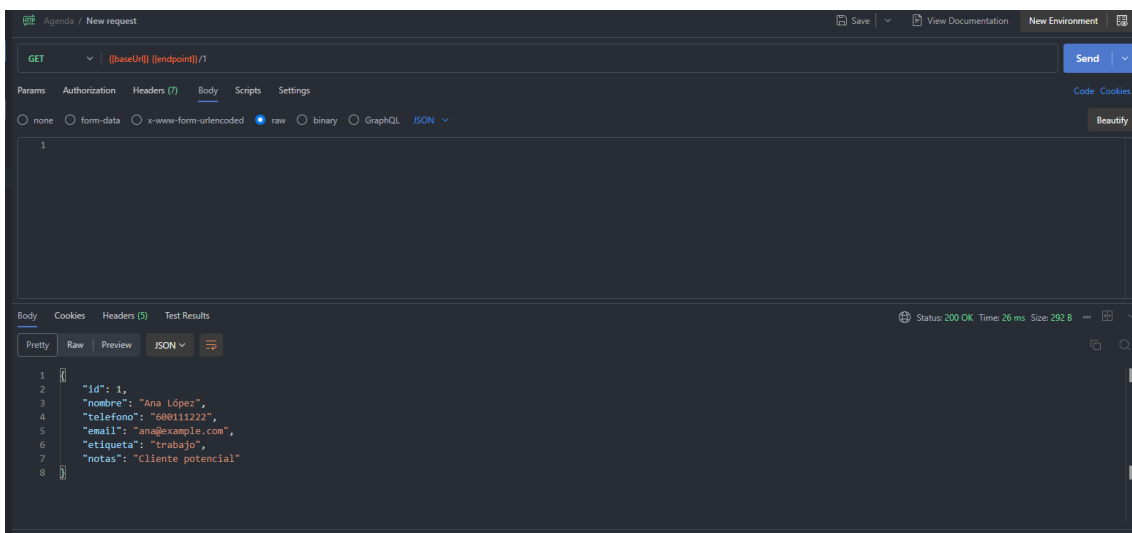 HTTP Agenda / New request Save View Documentation New Environment
GET {{baseUrl}} {{endpoint}}/1 Send
Params Authorization Headers (7) Body Scripts Settings Code Cookies
none form-data x-www-form-urlencoded raw binary GraphQL JSON Beautify
1
Body Cookies Headers (5) Test Results Status: 200 OK Time: 26 ms Size: 292 B
Pretty Raw Preview JSON
1 {
2 "id": 1,
3 "nombre": "Ana López",
4 "telefono": "600111222",
5 "email": "ana@example.com",
6 "etiqueta": "trabajo",
7 "notas": "Cliente potencial"
8 }